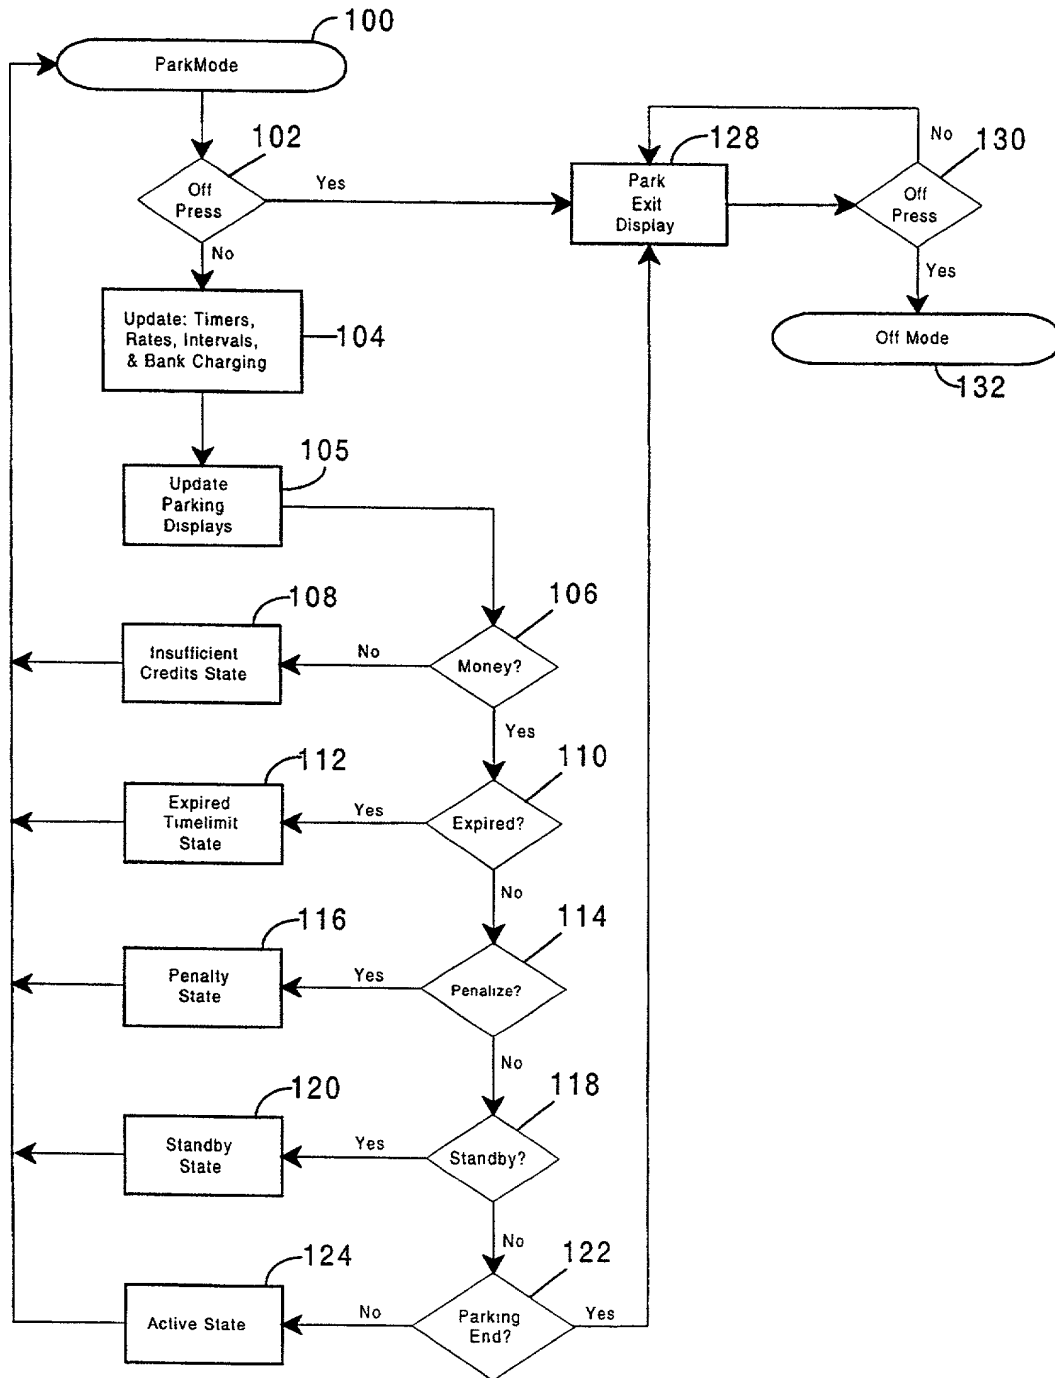 100
ParkMode
102
Off
Press
Yes
No
128
Park
Exit
Display
No
130
Off
Press
Yes
Off Mode
132
Update: Timers,
Rates, Intervals,
& Bank Charging
104
105
Update
Parking
Displays
106
Money?
No
Yes
108
Insufficient
Credits State
110
Expired?
Yes
No
112
Expired
Timelimit
State
114
Penalize?
Yes
No
116
Penalty
State
118
Standby?
Yes
No
120
Standby
State
122
Parking
End?
No
Yes
124
Active State